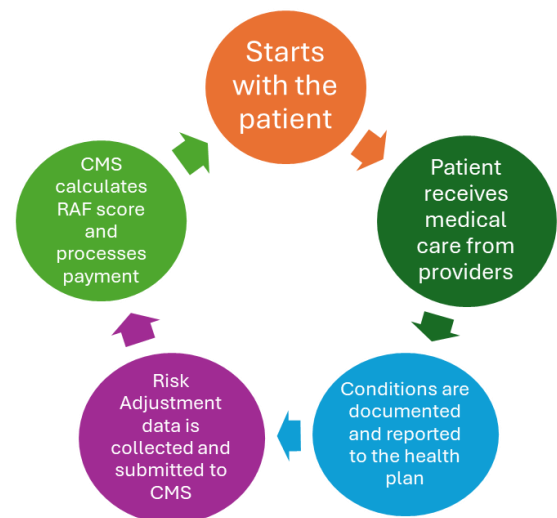 Starts
with the
patient
Patient
receives
medical
care from
providers
Conditions are
documented
and reported
to the health
plan
Risk
Adjustment
data is
collected and
submitted to
CMS
CMS
calculates
RAF score
and
processes
payment